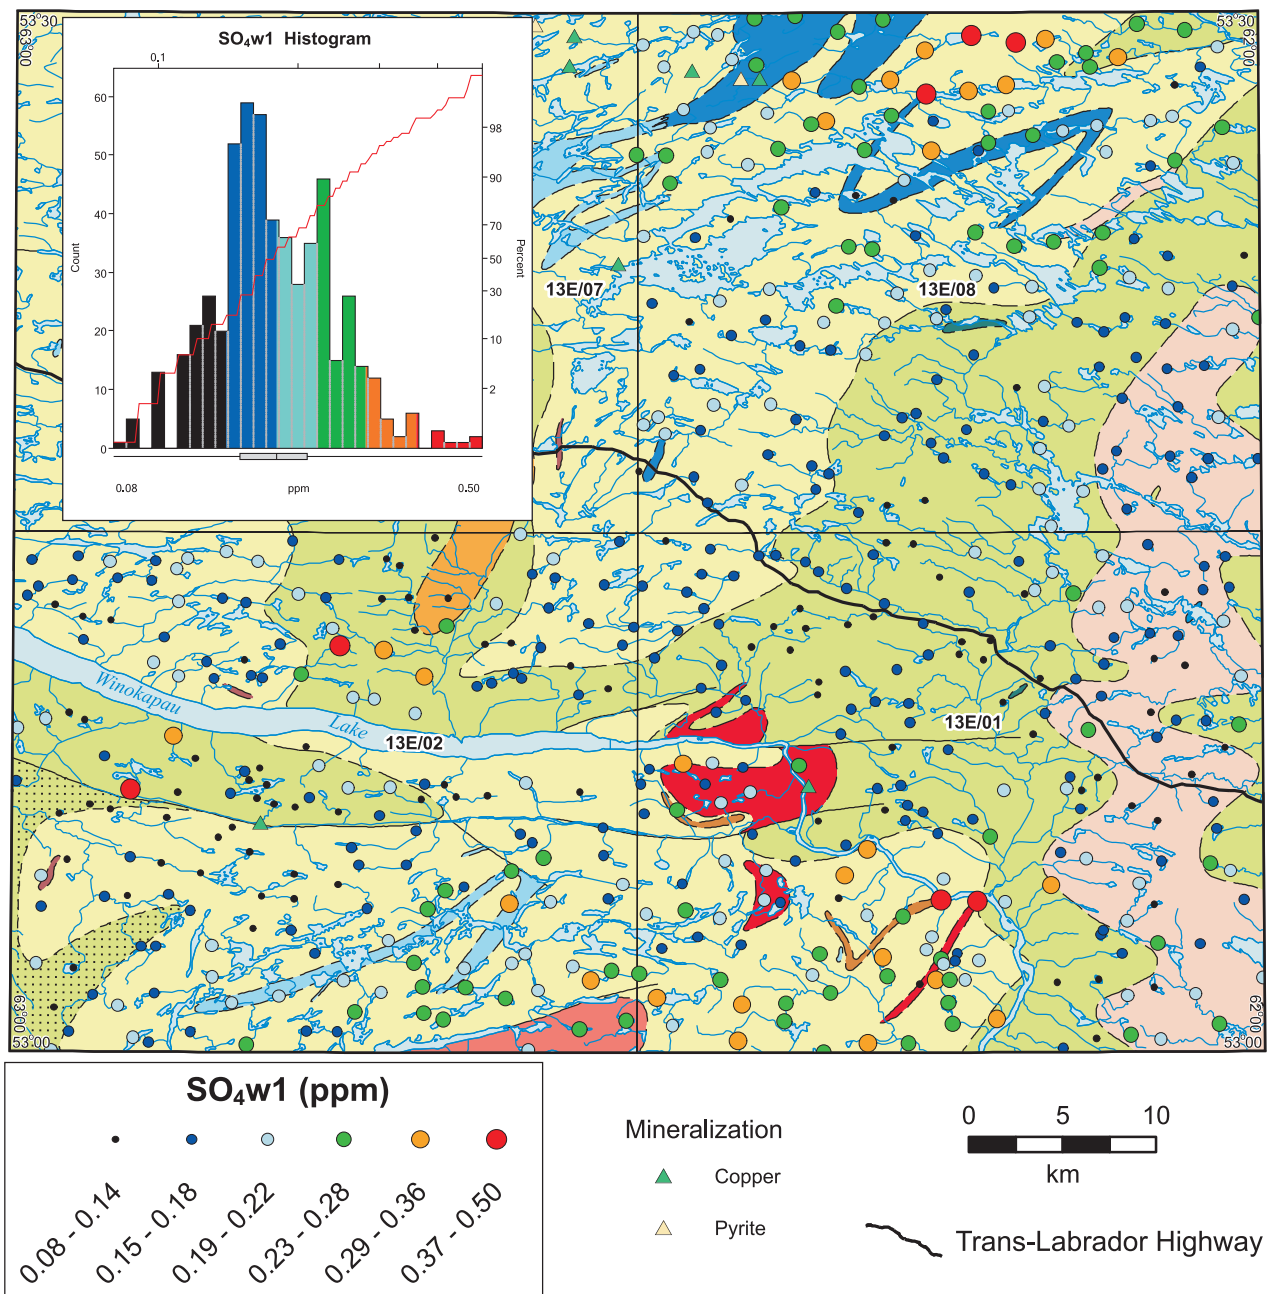 53°30'
63°00'
53°30'
62°00'
SO₄w1 Histogram
0.1
60
50
40
30
20
10
0
Count
98
90
70
50
30
10
2
Percent
0.08
ppm
0.50
13E/07
13E/08
Winokapau
Lake
13E/02
13E/01
63°00'
53°00'
62°00'
53°00'
SO₄w1 (ppm)
0.08 - 0.14
0.15 - 0.18
0.19 - 0.22
0.23 - 0.28
0.29 - 0.36
0.37 - 0.50
Mineralization
Copper
Pyrite
0 5 10
km
Trans-Labrador Highway